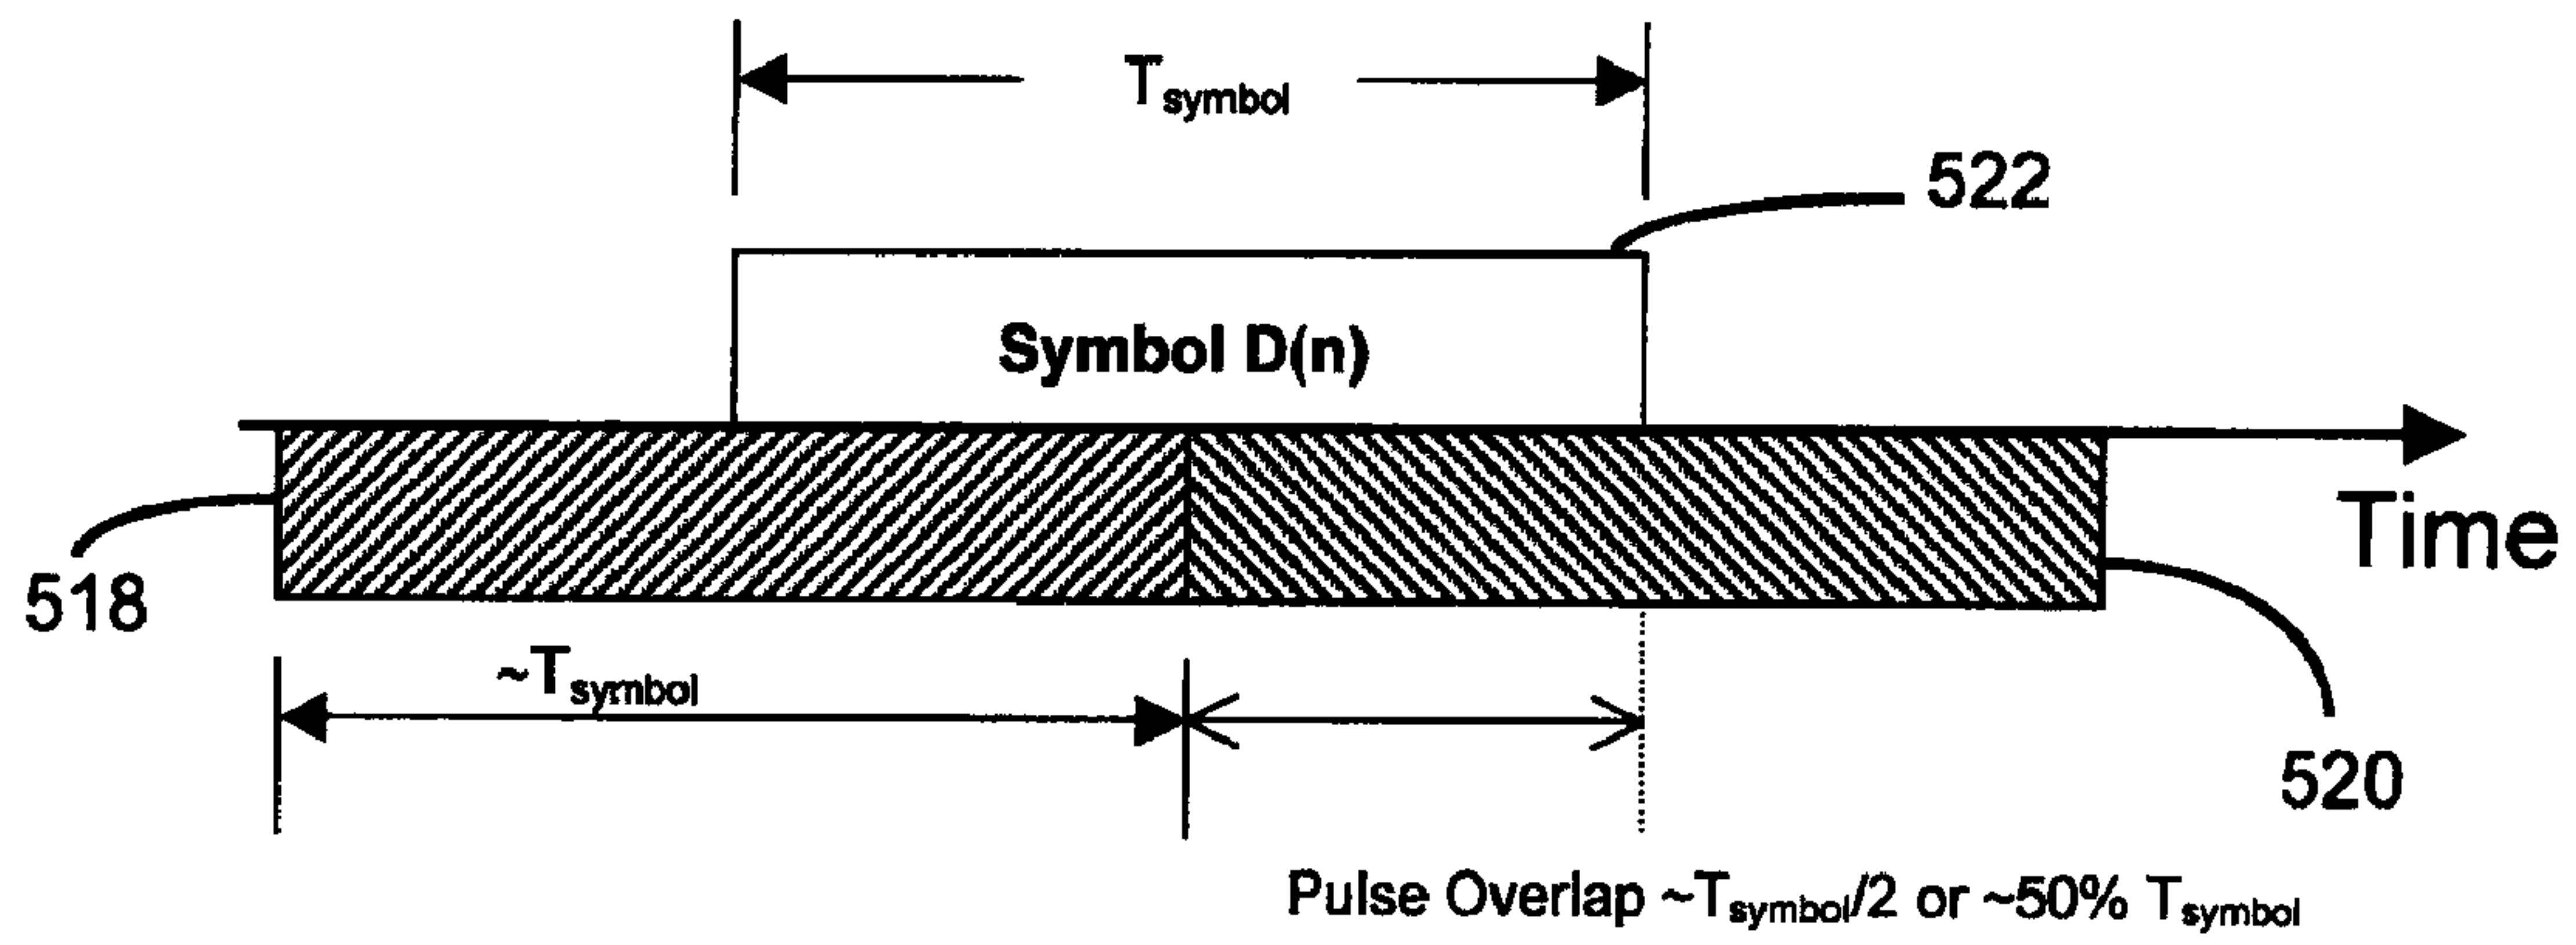 Tsymbol
522
Symbol D(n)
Time
518
~Tsymbol
520
Pulse Overlap ~Tsymbol/2 or ~50% Tsymbol